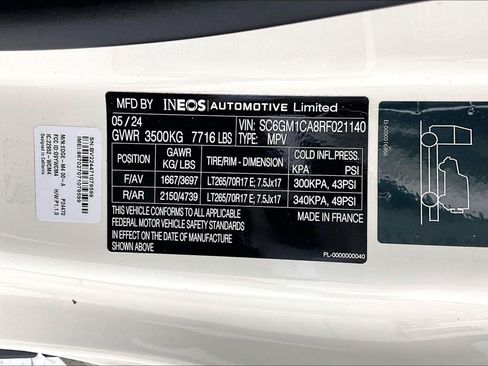 MFD BY INEOS AUTOMOTIVE Limited
05 / 24 VIN: SC6GM1CA8RF021140
GVWR 3500KG 7716 LBS TYPE: MPV
POSITION GAWR KG/ LBS TIRE/RIM - DIMENSION COLD INFL.PRESS. KPA PSI
F/AV 1667/3697 LT265/70R17 E; 7.5Jx17 300KPA, 43PSI
R/AR 2150/4739 LT265/70R17 E; 7.5Jx17 340KPA, 49PSI
THIS VEHICLE CONFORMS TO ALL APPLICABLE
FEDERAL MOTOR VEHICLE SAFETY STANDARDS
IN EFFECT ON THE DATE OF MANUFACTURE
SHOWN ABOVE
MADE IN FRANCE
PL-0000000040